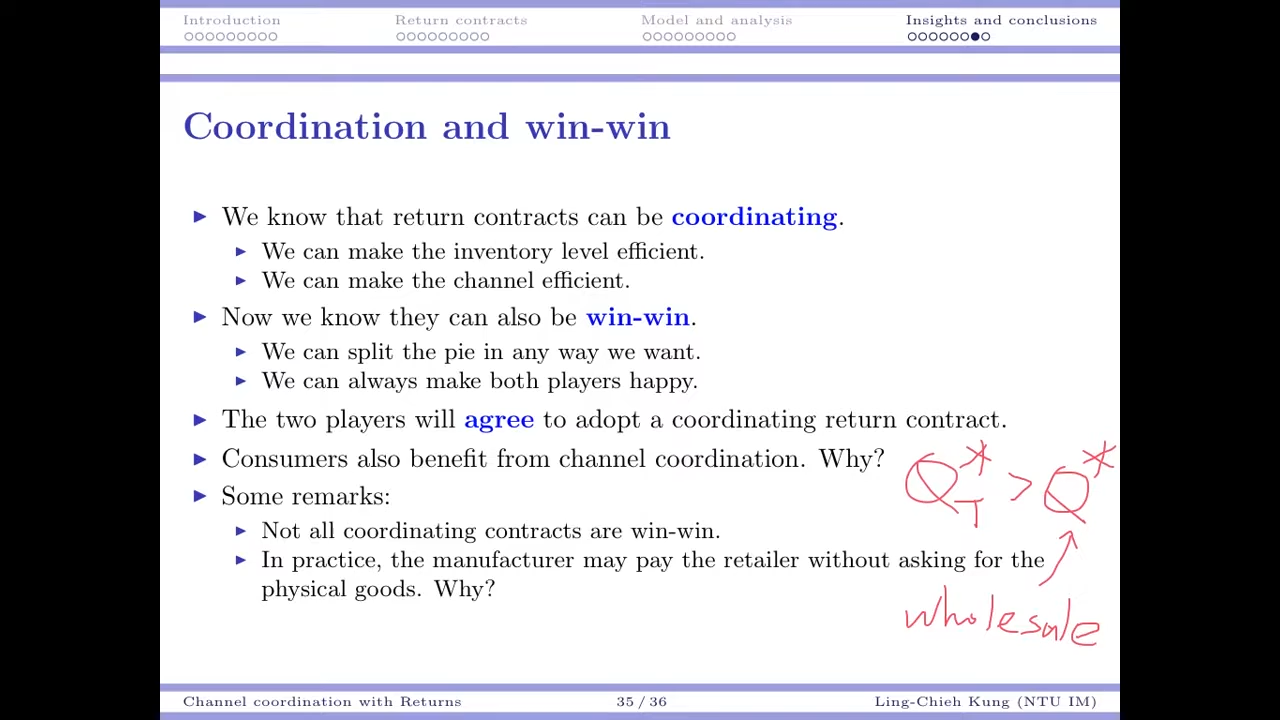 Introduction Return contracts Model and analysis Insights and conclusions
Coordination and win-win
► We know that return contracts can be coordinating.
► We can make the inventory level efficient.
► We can make the channel efficient.
► Now we know they can also be win-win.
► We can split the pie in any way we want.
► We can always make both players happy.
► The two players will agree to adopt a coordinating return contract.
► Consumers also benefit from channel coordination. Why?
Q*T > Q*
► Some remarks:
► Not all coordinating contracts are win-win.
► In practice, the manufacturer may pay the retailer without asking for the
physical goods. Why?
wholesale
Channel coordination with Returns 35 / 36 Ling-Chieh Kung (NTU IM)